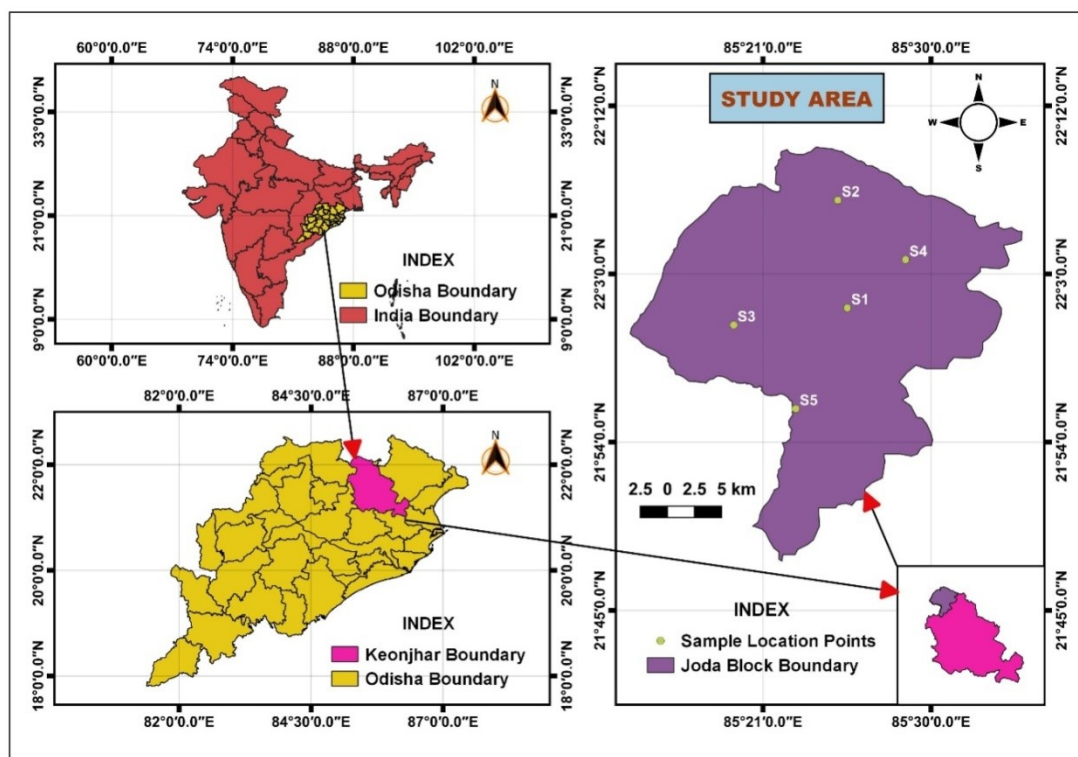 60°0'0.0"E 74°0'0.0"E 88°0'0.0"E 102°0'0.0"E
33°0'0.0"N 33°0'0.0"N
21°0'0.0"N 21°0'0.0"N
9°0'0.0"N 9°0'0.0"N
N
INDEX
Odisha Boundary
India Boundary
60°0'0.0"E 74°0'0.0"E 88°0'0.0"E 102°0'0.0"E
82°0'0.0"E 84°30'0.0"E 87°0'0.0"E
22°0'0.0"N 22°0'0.0"N
20°0'0.0"N 20°0'0.0"N
18°0'0.0"N 18°0'0.0"N
N
INDEX
Keonjhar Boundary
Odisha Boundary
82°0'0.0"E 84°30'0.0"E 87°0'0.0"E
85°21'0.0"E 85°30'0.0"E
STUDY AREA
N
W E
S
22°12'0.0"N 22°12'0.0"N
22°3'0.0"N 22°3'0.0"N
21°54'0.0"N 21°54'0.0"N
21°45'0.0"N 21°45'0.0"N
S2
S4
S1
S3
S5
2.5 0 2.5 5 km
INDEX
Sample Location Points
Joda Block Boundary
85°21'0.0"E 85°30'0.0"E